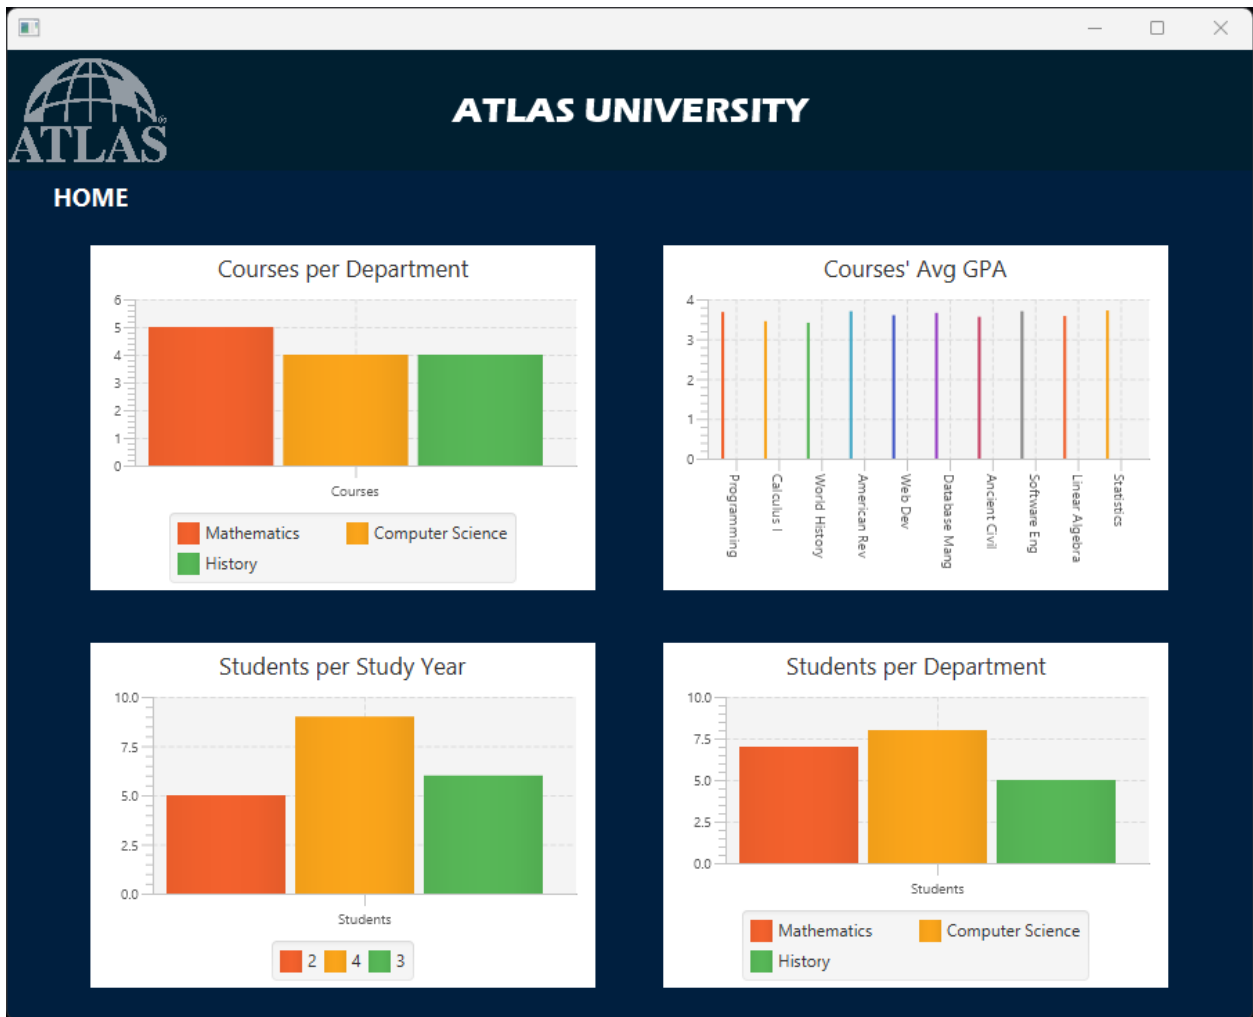 ATLAS®
ATLAS UNIVERSITY
HOME
Courses per Department
6
5
4
3
2
1
0
Courses
Mathematics
Computer Science
History
Courses' Avg GPA
4
3
2
1
0
Programming
Calculus I
World History
American Rev
Web Dev
Database Mang
Ancient Civil
Software Eng
Linear Algebra
Statistics
Students per Study Year
10.0
7.5
5.0
2.5
0.0
Students
2 4 3
Students per Department
10.0
7.5
5.0
2.5
0.0
Students
Mathematics
Computer Science
History